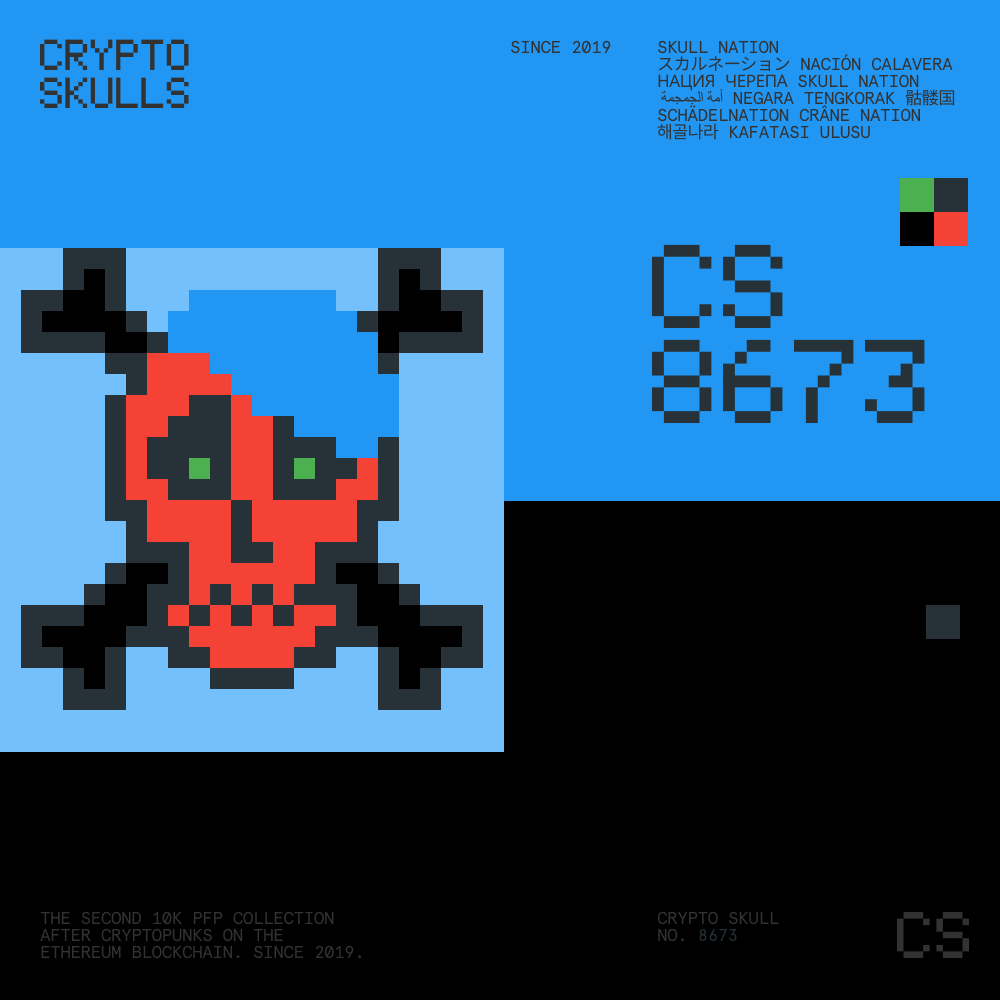 CRYPTO
SKULLS
SINCE 2019
SKULL NATION
スカルネーション NACIÓN CALAVERA
НАЦИЯ ЧЕРЕПА SKULL NATION
أمة الجمجمة NEGARA TENGKORAK 骷髅国
SCHÄDELNATION CRÂNE NATION
해골나라 KAFATASI ULUSU
CS
8673
THE SECOND 10K PFP COLLECTION
AFTER CRYPTOPUNKS ON THE
ETHEREUM BLOCKCHAIN. SINCE 2019.
CRYPTO SKULL
NO. 8673
CS